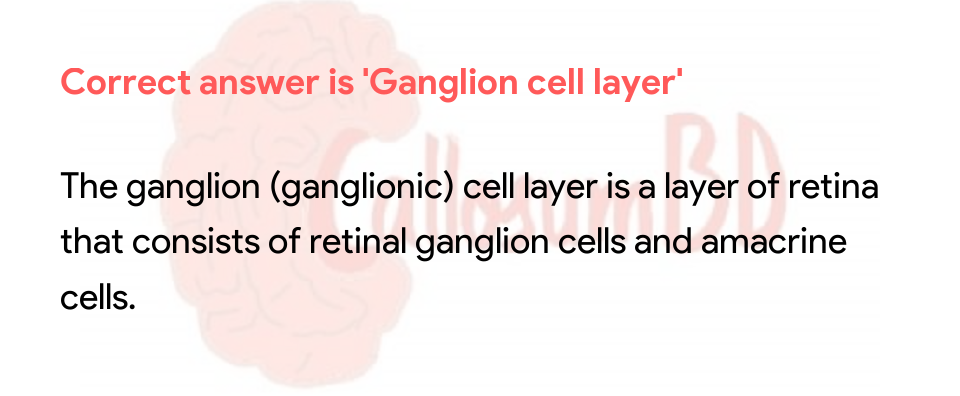 Correct answer is 'Ganglion cell layer'
The ganglion (ganglionic) cell layer is a layer of retina
that consists of retinal ganglion cells and amacrine
cells.
CallosumBD